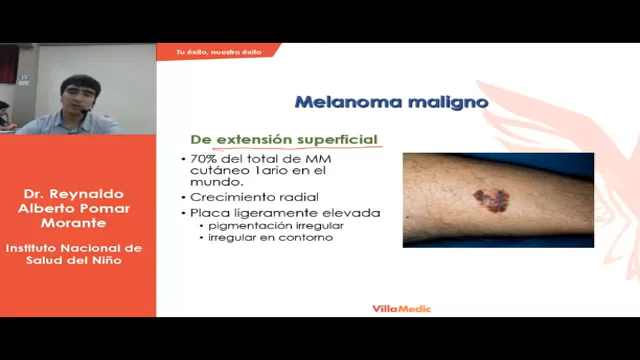 Tu éxito, nuestro éxito
Melanoma maligno
De extensión superficial
• 70% del total de MM
cutáneo 1ario en el
mundo.
• Crecimiento radial
• Placa ligeramente elevada
• pigmentación irregular
• irregular en contorno
Dr. Reynaldo
Alberto Pomar
Morante
Instituto Nacional de
Salud del Niño
VillaMedic